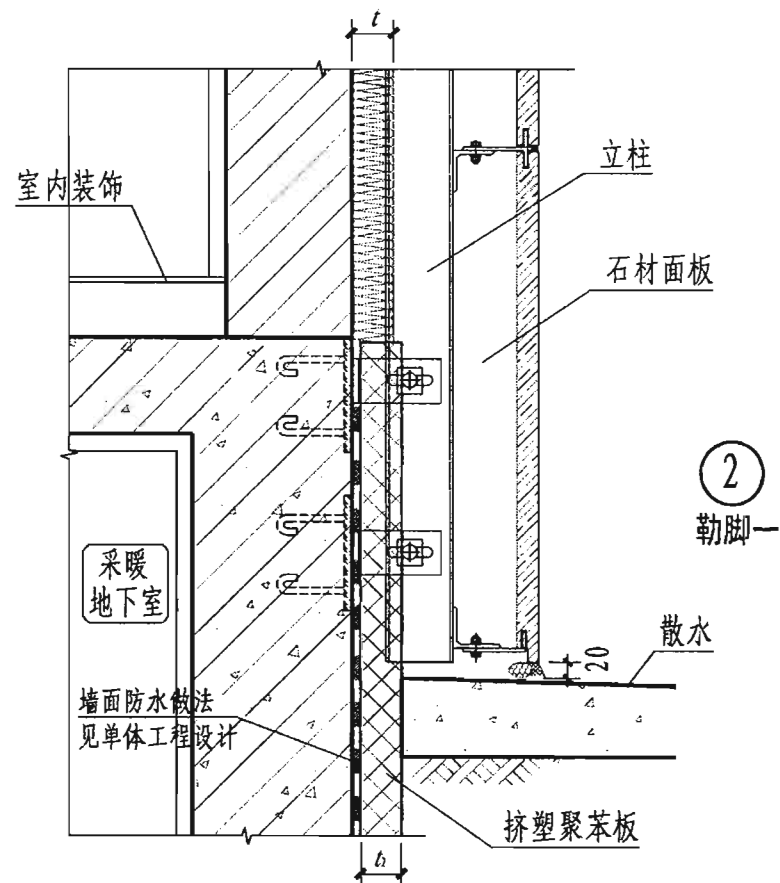 t
室内装饰
立柱
石材面板
2
勒脚一
采暖
地下室
散水
20
墙面防水做法
见单体工程设计
挤塑聚苯板
t₁